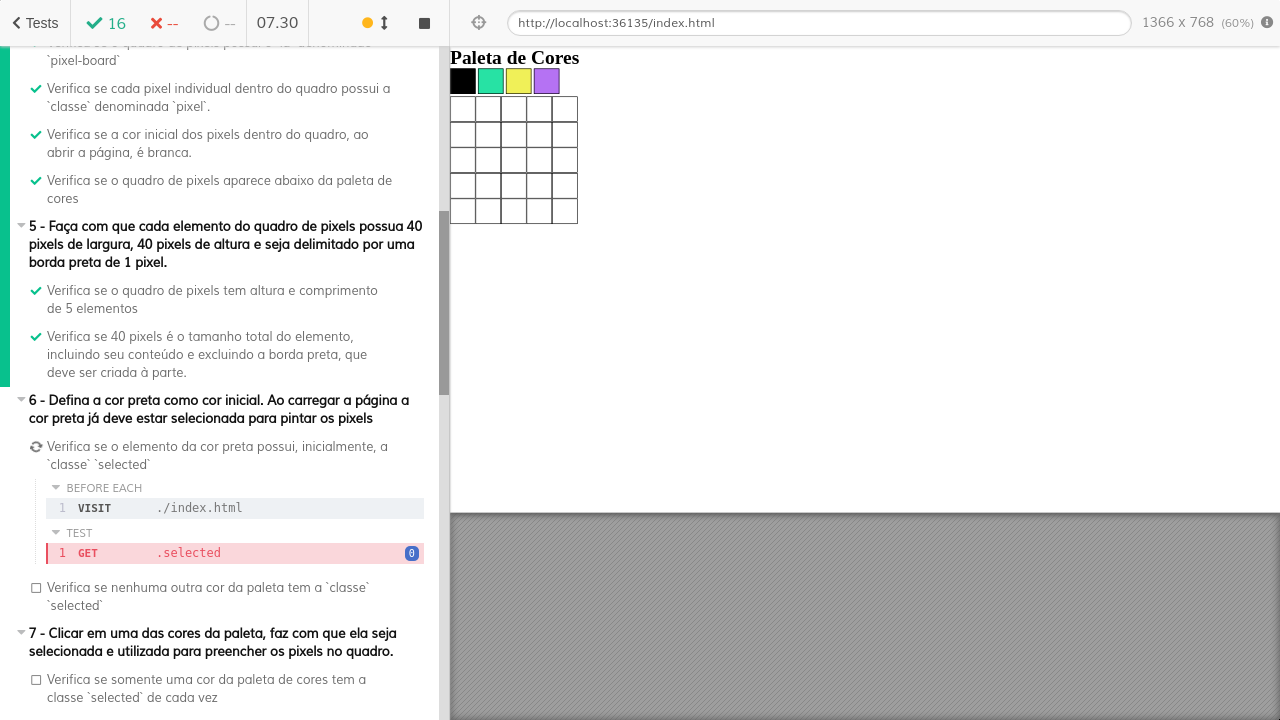 Tests
16
--
--
07.30
http://localhost:36135/index.html
1366 x 768 (60%)
`pixel-board`
Verifica se cada pixel individual dentro do quadro possui a
`classe` denominada `pixel`.
Verifica se a cor inicial dos pixels dentro do quadro, ao
abrir a página, é branca.
Verifica se o quadro de pixels aparece abaixo da paleta de
cores
5 - Faça com que cada elemento do quadro de pixels possua 40
pixels de largura, 40 pixels de altura e seja delimitado por uma
borda preta de 1 pixel.
Verifica se o quadro de pixels tem altura e comprimento
de 5 elementos
Verifica se 40 pixels é o tamanho total do elemento,
incluindo seu conteúdo e excluindo a borda preta, que
deve ser criada à parte.
6 - Defina a cor preta como cor inicial. Ao carregar a página a
cor preta já deve estar selecionada para pintar os pixels
Verifica se o elemento da cor preta possui, inicialmente, a
`classe` `selected`
BEFORE EACH
1 VISIT ./index.html
TEST
1 GET .selected 0
Verifica se nenhuma outra cor da paleta tem a `classe`
`selected`
7 - Clicar em uma das cores da paleta, faz com que ela seja
selecionada e utilizada para preencher os pixels no quadro.
Verifica se somente uma cor da paleta de cores tem a
classe `selected` de cada vez
Paleta de Cores